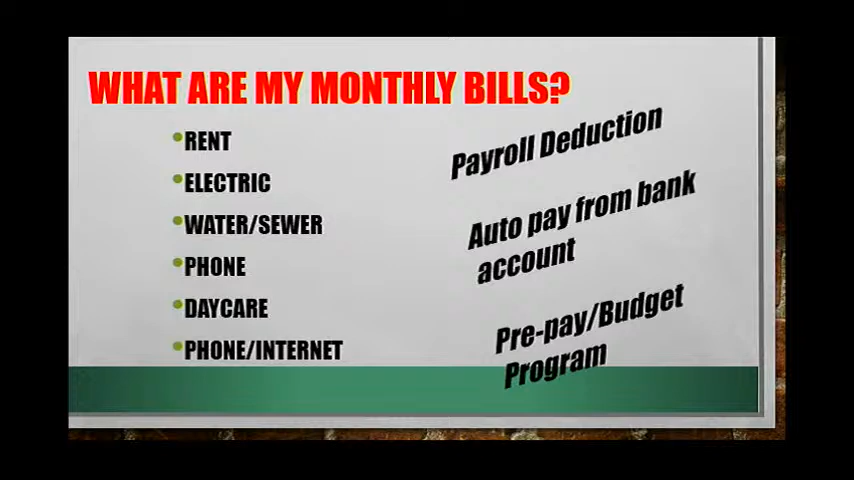 WHAT ARE MY MONTHLY BILLS?
•RENT
•ELECTRIC
•WATER/SEWER
•PHONE
•DAYCARE
•PHONE/INTERNET
Payroll Deduction
Auto pay from bank
account
Pre-pay/Budget
Program